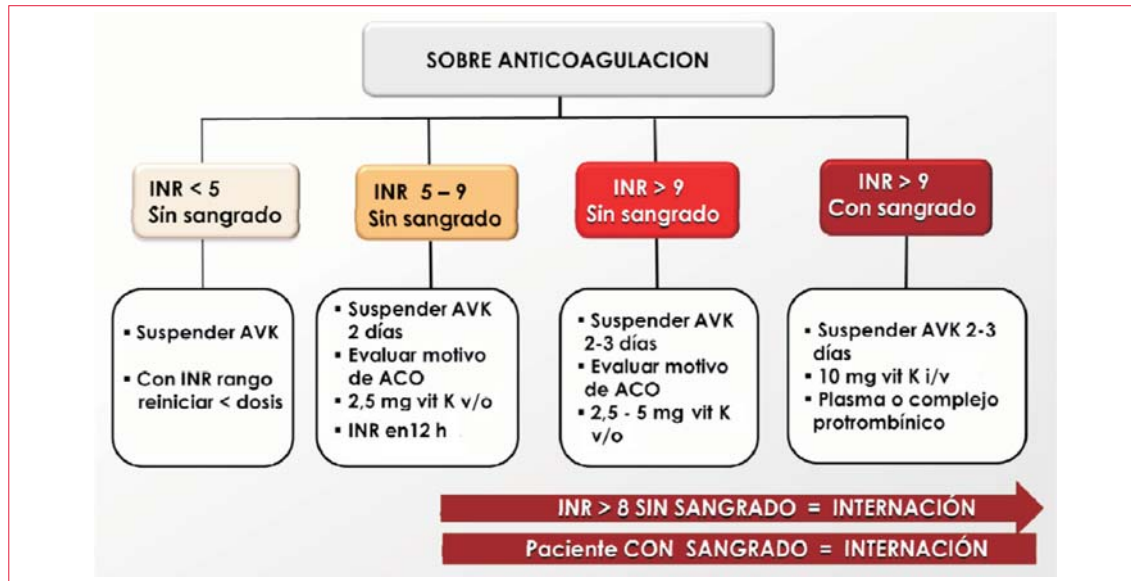 SOBRE ANTICOAGULACION
INR < 5
Sin sangrado
INR 5 – 9
Sin sangrado
INR > 9
Sin sangrado
INR > 9
Con sangrado
▪ Suspender AVK
▪ Con INR rango
reiniciar < dosis
▪ Suspender AVK
2 días
▪ Evaluar motivo
de ACO
▪ 2,5 mg vit K v/o
▪ INR en12 h
▪ Suspender AVK
2-3 días
▪ Evaluar motivo
de ACO
▪ 2,5 - 5 mg vit K
v/o
▪ Suspender AVK 2-3
días
▪ 10 mg vit K i/v
▪ Plasma o complejo
protrombínico
INR > 8 SIN SANGRADO = INTERNACIÓN
Paciente CON SANGRADO = INTERNACIÓN